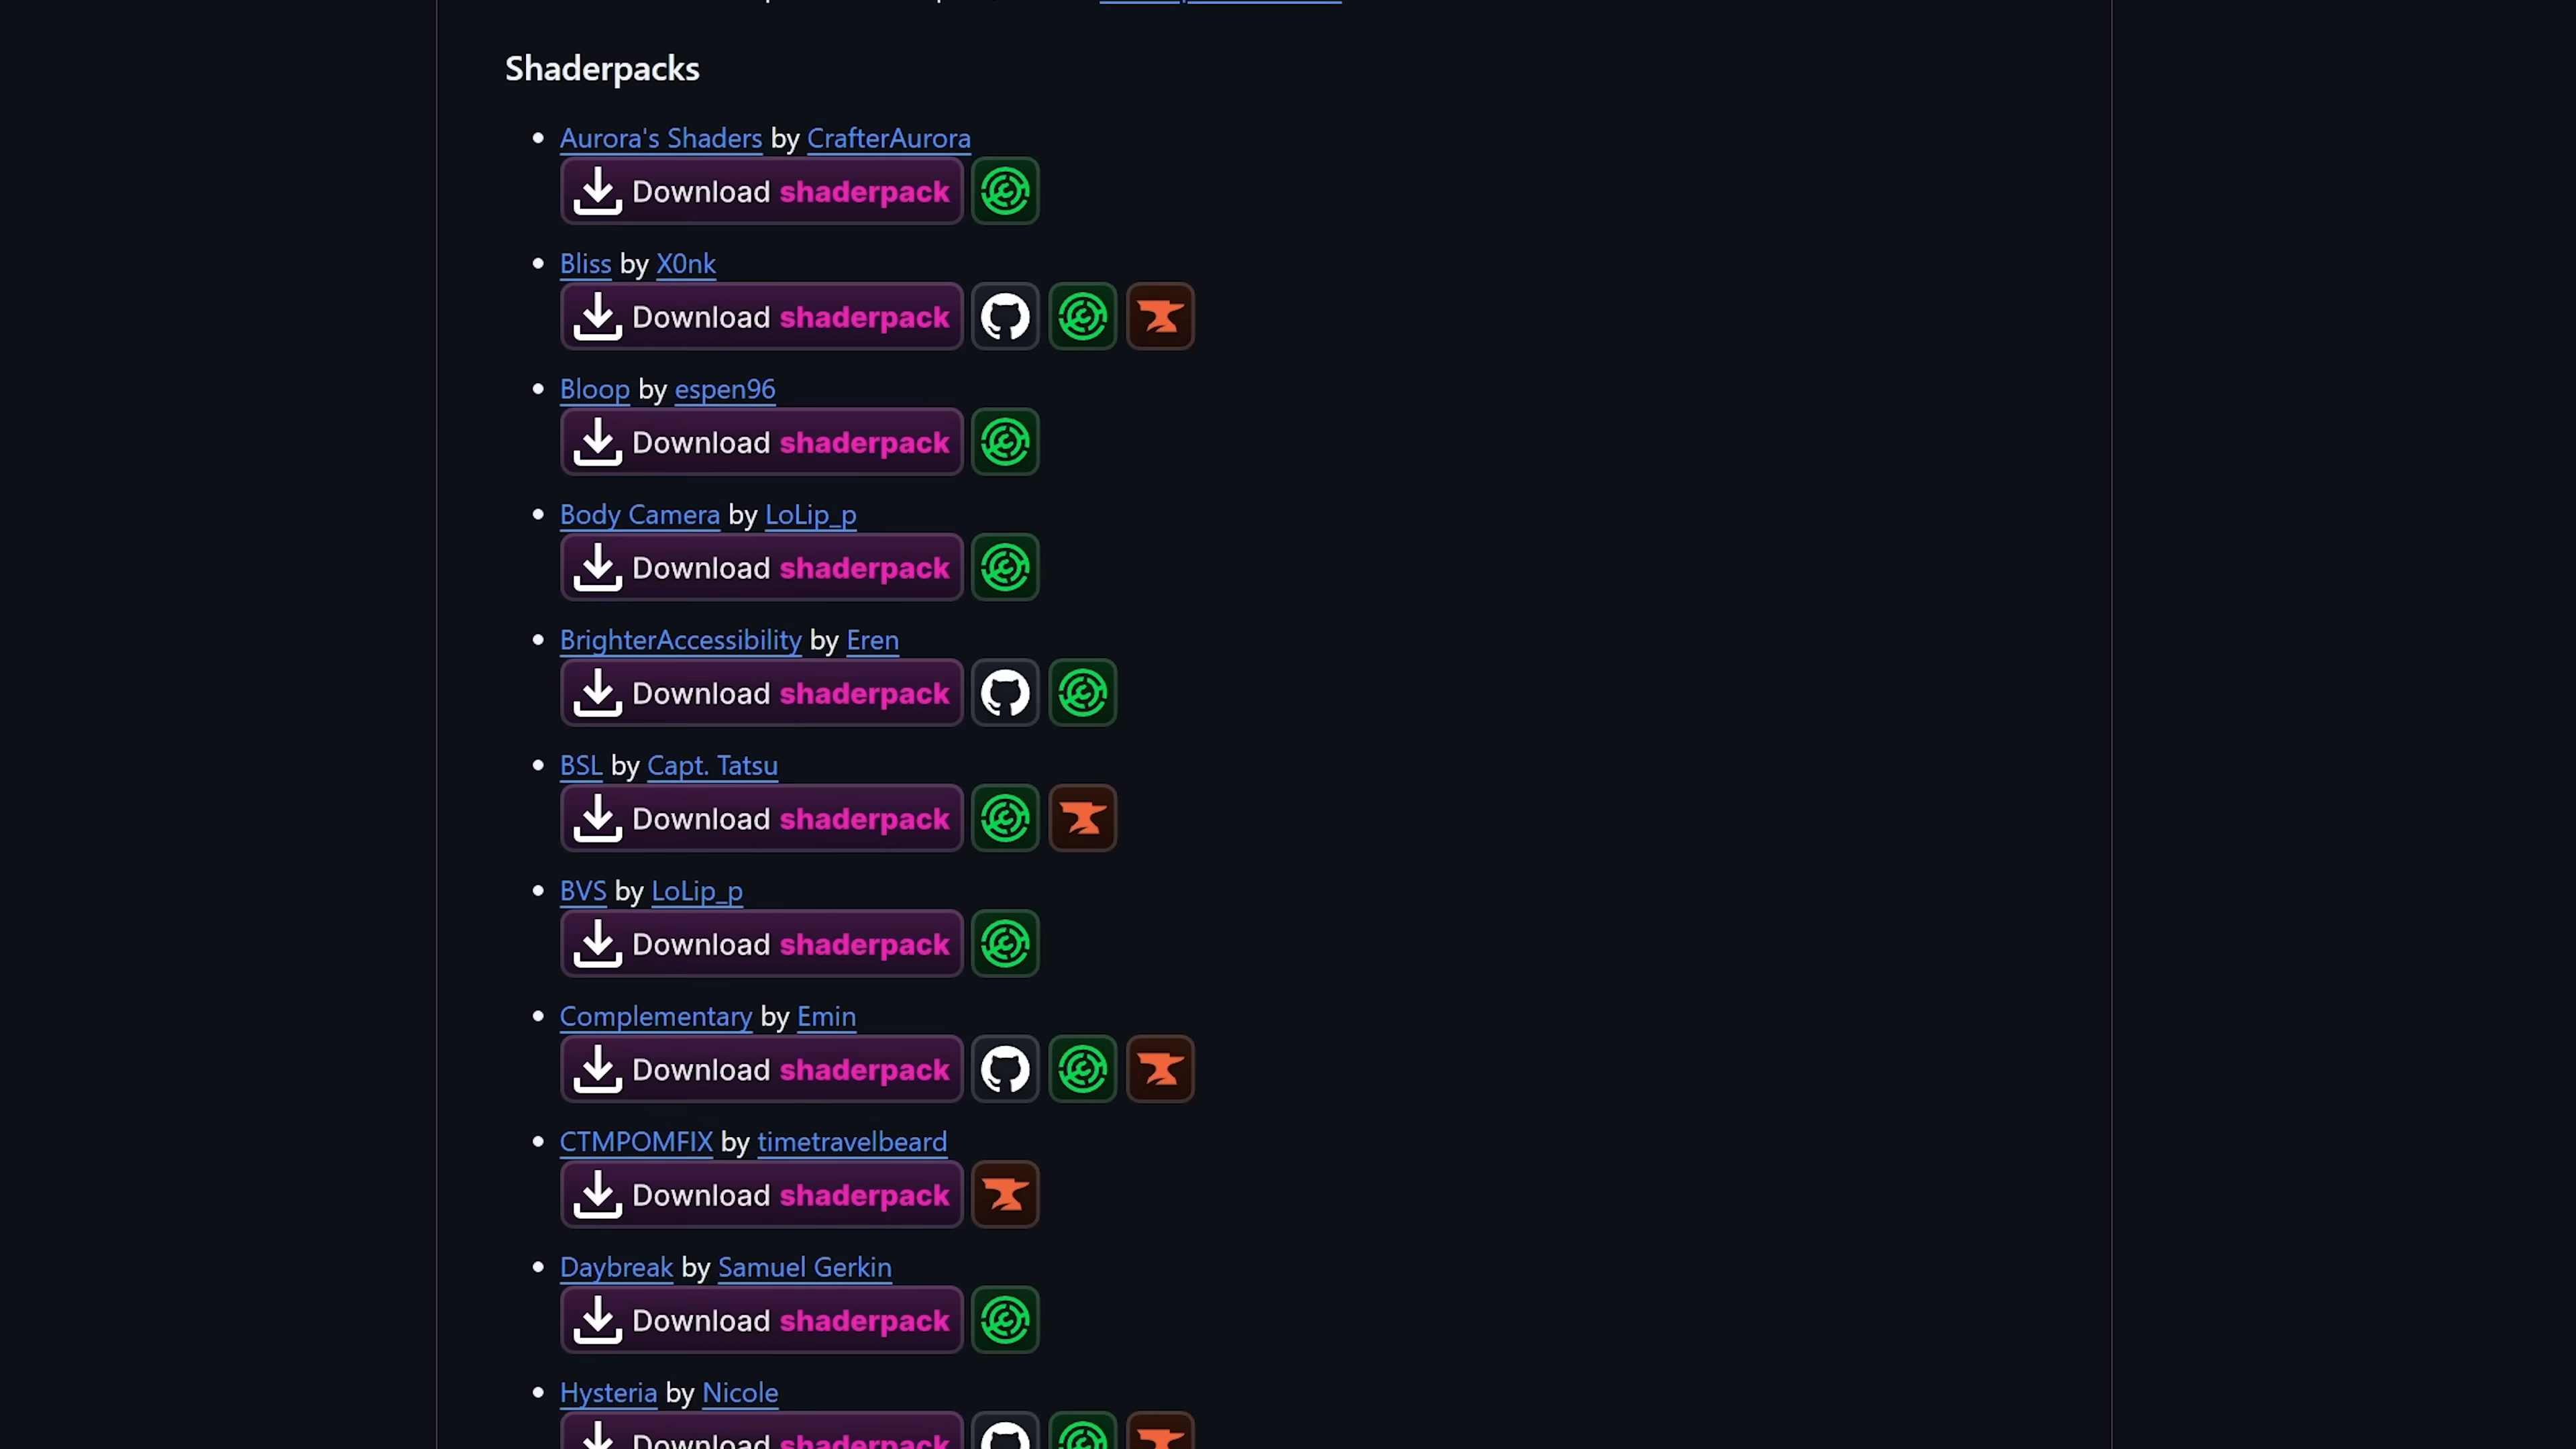 Shaderpacks
Aurora's Shaders by CrafterAurora
Download shaderpack
Bliss by X0nk
Download shaderpack
Bloop by espen96
Download shaderpack
Body Camera by LoLip_p
Download shaderpack
BrighterAccessibility by Eren
Download shaderpack
BSL by Capt. Tatsu
Download shaderpack
BVS by LoLip_p
Download shaderpack
Complementary by Emin
Download shaderpack
CTMPOMFIX by timetravelbeard
Download shaderpack
Daybreak by Samuel Gerkin
Download shaderpack
Hysteria by Nicole
Download shaderpack